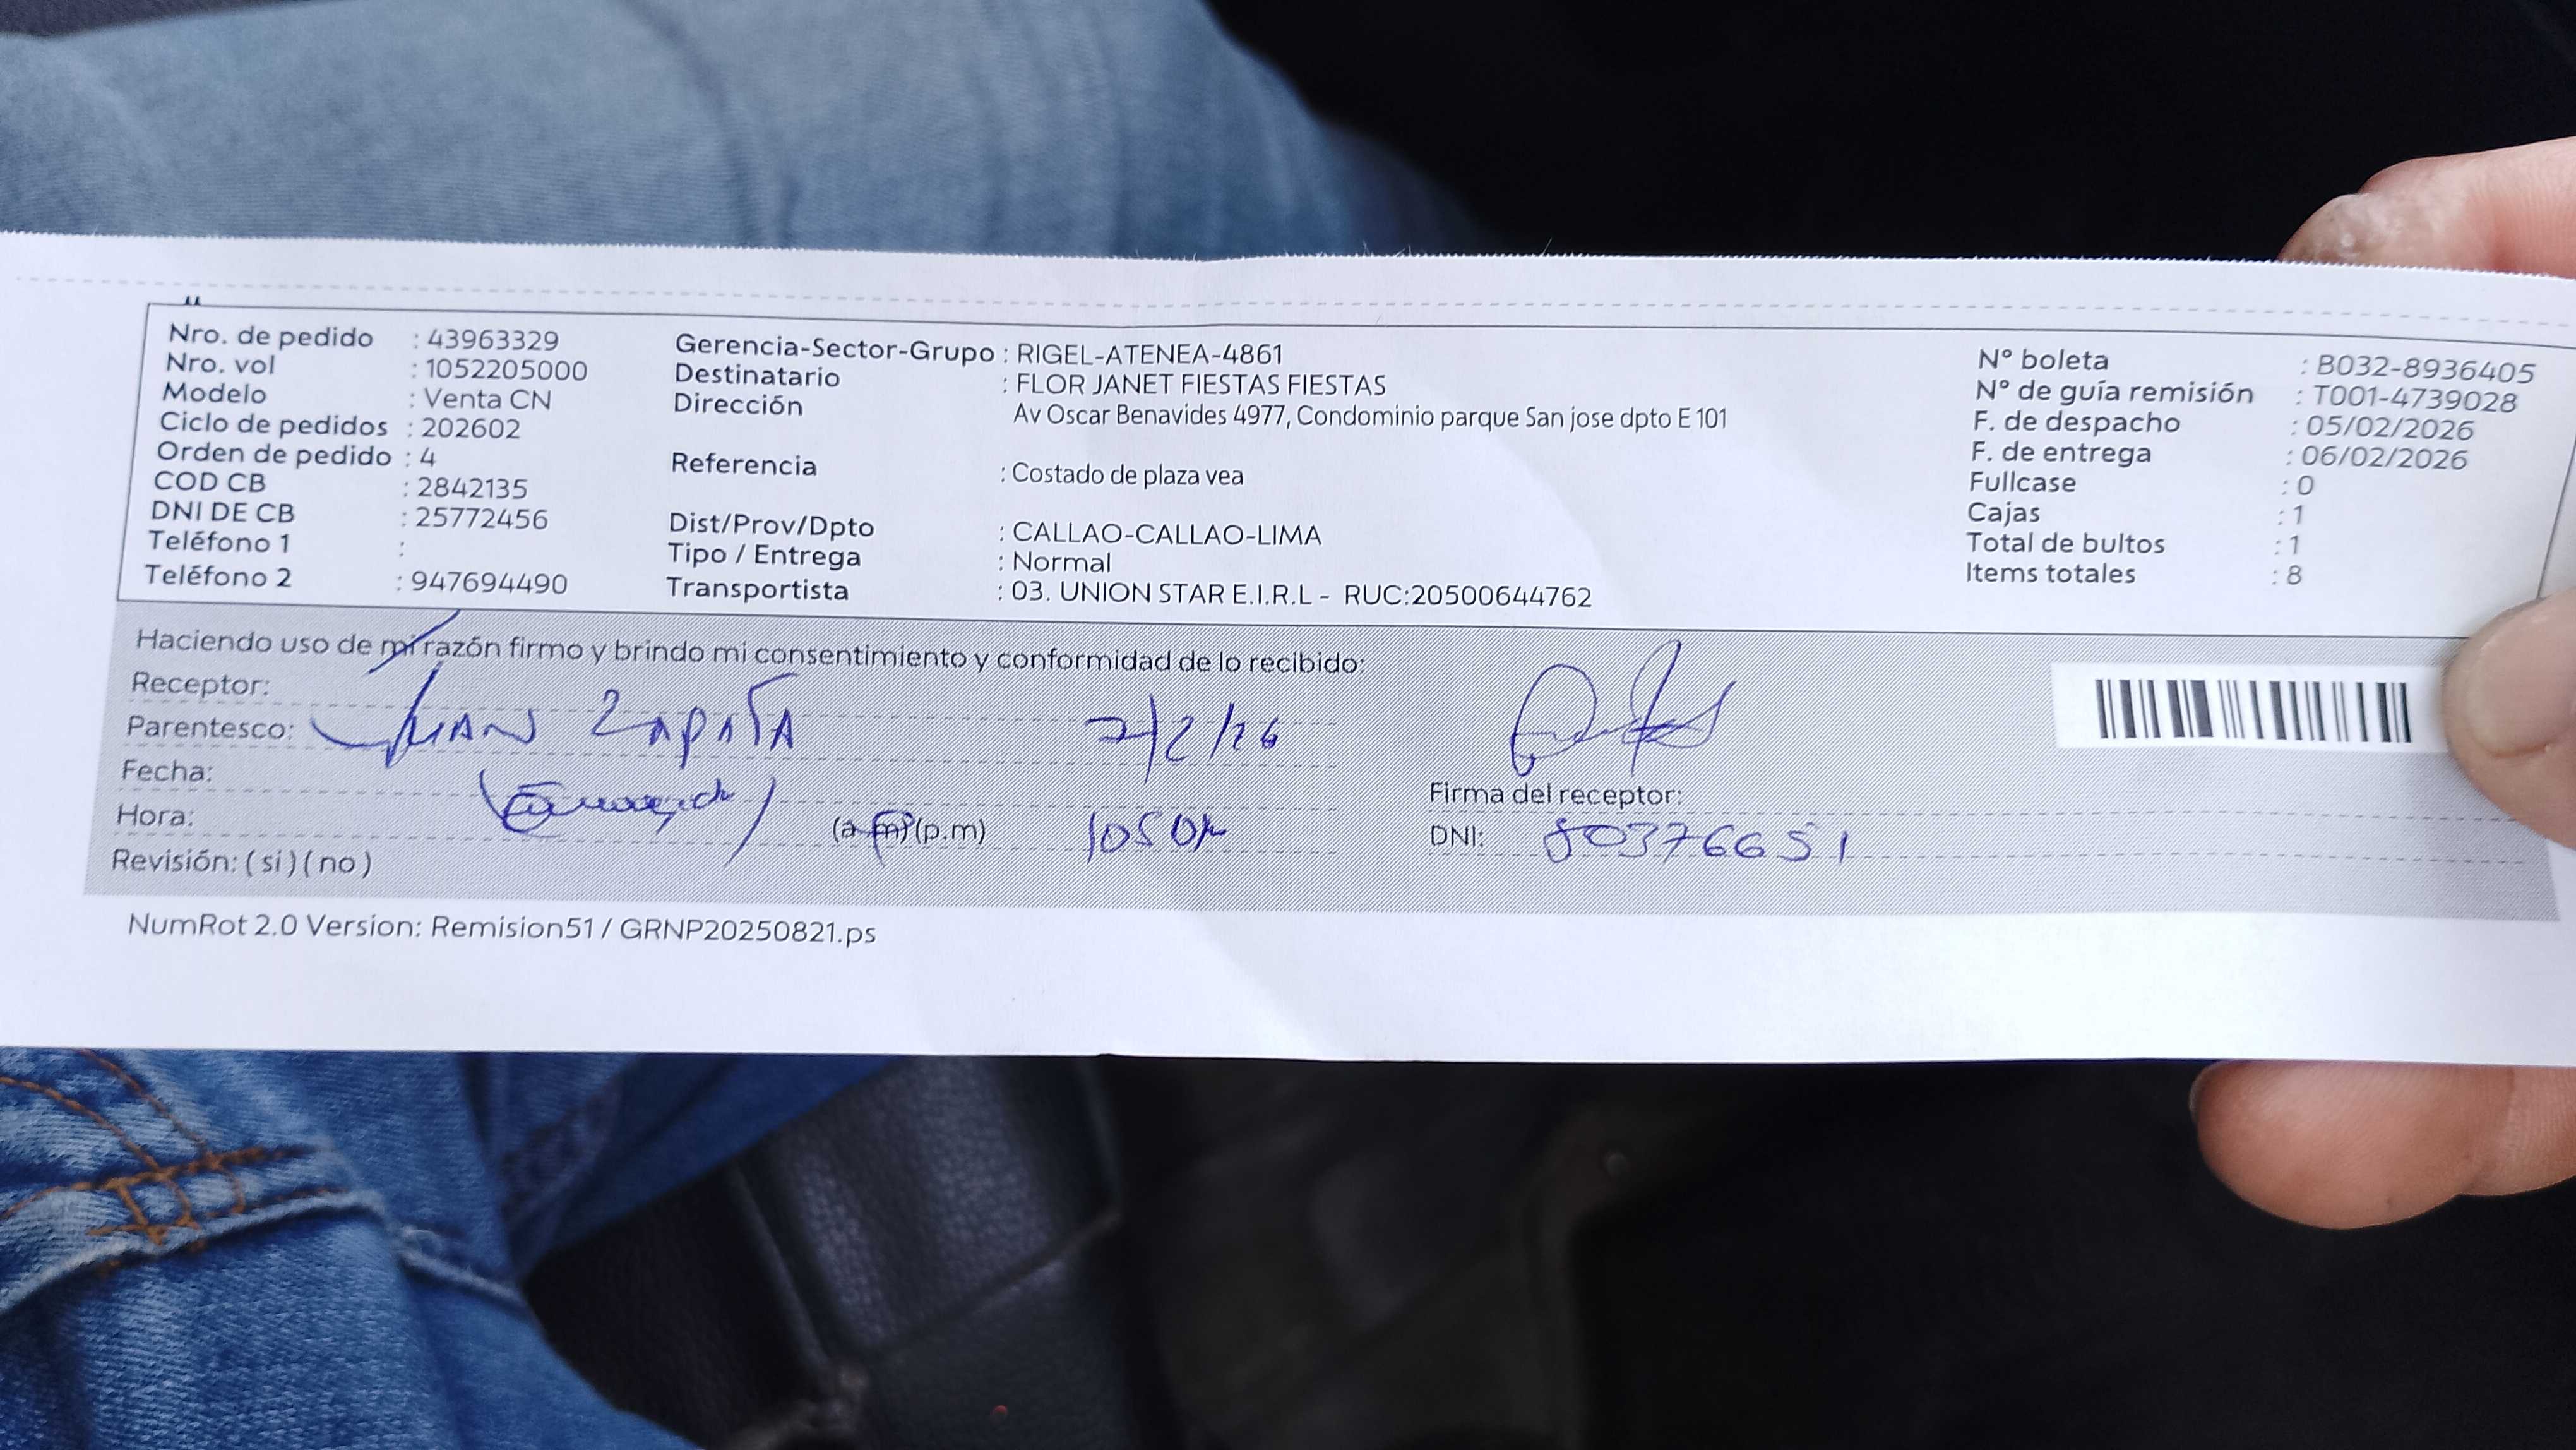 Nro. de pedido : 43963329
Nro. vol : 1052205000
Modelo : Venta CN
Ciclo de pedidos : 202602
Orden de pedido : 4
COD CB : 2842135
DNI DE CB : 25772456
Teléfono 1 :
Teléfono 2 : 947694490
Gerencia-Sector-Grupo : RIGEL-ATENEA-4861
Destinatario : FLOR JANET FIESTAS FIESTAS
Dirección Av Oscar Benavides 4977, Condominio parque San jose dpto E 101
Referencia : Costado de plaza vea
Dist/Prov/Dpto : CALLAO-CALLAO-LIMA
Tipo / Entrega : Normal
Transportista : 03. UNION STAR E.I.R.L - RUC:20500644762
N° boleta : B032-8936405
N° de guía remisión : T001-4739028
F. de despacho : 05/02/2026
F. de entrega : 06/02/2026
Fullcase : 0
Cajas : 1
Total de bultos : 1
Items totales : 8
Haciendo uso de mi razón firmo y brindo mi consentimiento y conformidad de lo recibido:
Receptor:
Parentesco: JUAN ZAPATA
Fecha:
Hora: (a.m) (p.m)
Revisión: ( si ) ( no )
Firma del receptor:
DNI: 80376651
NumRot 2.0 Version: Remision51 / GRNP20250821.ps